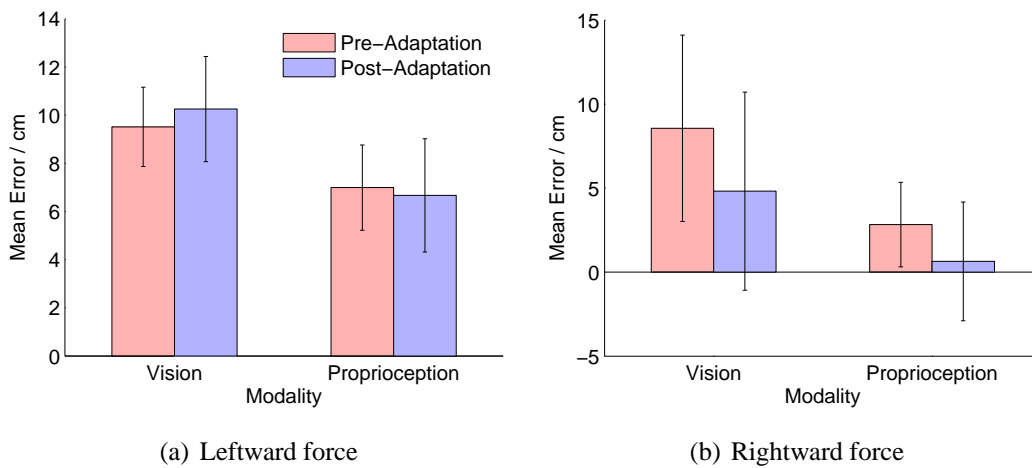 14
12
10
8
6
4
2
0
Mean Error / cm
Pre–Adaptation
Post–Adaptation
Vision
Proprioception
Modality
(a) Leftward force
15
10
5
0
−5
Mean Error / cm
Vision
Proprioception
Modality
(b) Rightward force